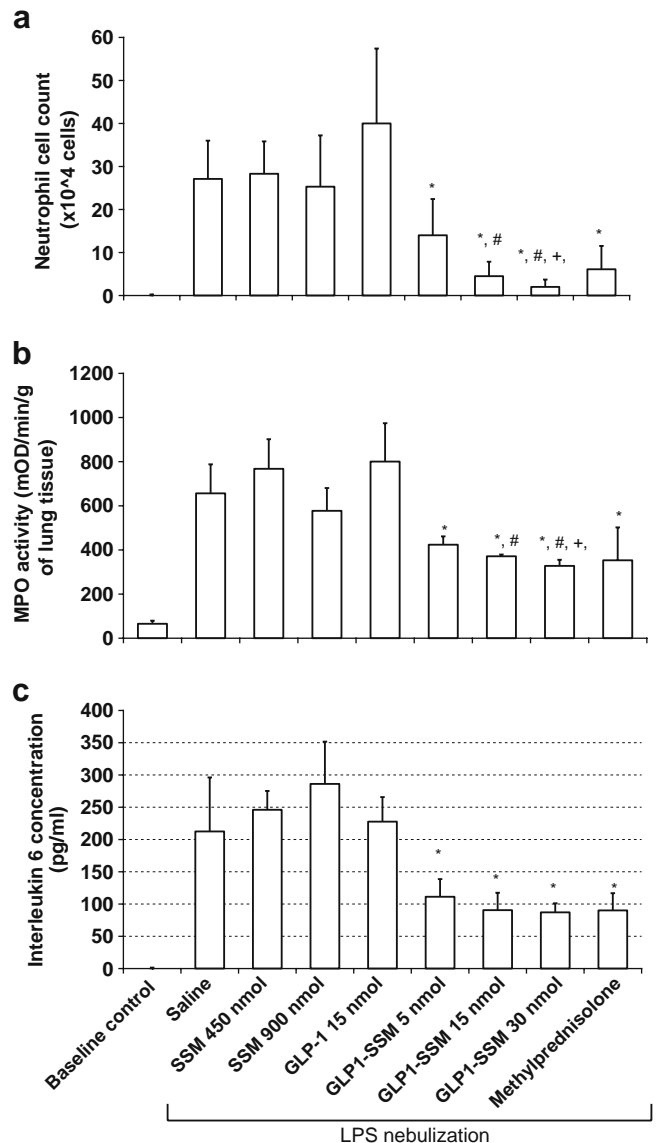 a
Neutrophil cell count
(x10^4 cells)
60
50
40
30
20
10
0
*
*, #
*, #, +,
*
b
MPO activity (mOD/min/g
of lung tissue)
1200
1000
800
600
400
200
0
*
*, #
*, #, +,
*
c
Interleukin 6 concentration
(pg/ml)
400
350
300
250
200
150
100
50
0
*
*
*
*
Baseline control
Saline
SSM 450 nmol
SSM 900 nmol
GLP-1 15 nmol
GLP1-SSM 5 nmol
GLP1-SSM 15 nmol
GLP1-SSM 30 nmol
Methylprednisolone
LPS nebulization